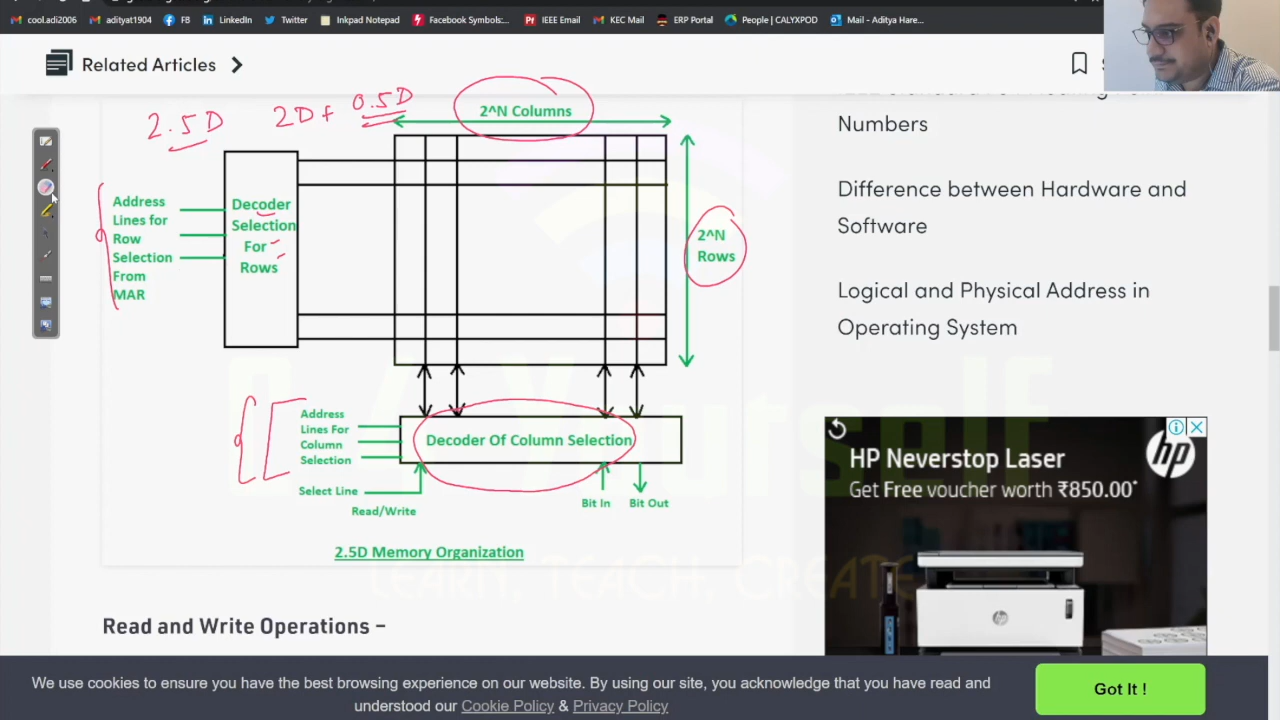 cool.adi2006
adityat1904
FB
LinkedIn
Twitter
Inkpad Notepad
Facebook Symbols:...
IEEE Email
KEC Mail
ERP Portal
People | CALYXPOD
Mail - Aditya Hare...
Related Articles
Numbers
Difference between Hardware and
Software
Logical and Physical Address in
Operating System
2.5D 2D+ 0.5D
2^N Columns
Address
Lines for
Row
Selection
From
MAR
Decoder
Selection
For
Rows
2^N
Rows
Address
Lines For
Column
Selection
Decoder Of Column Selection
Select Line
Read/Write
Bit In
Bit Out
2.5D Memory Organization
LEARN, TEACH, CREATE
Read and Write Operations –
HP Neverstop Laser
Get Free voucher worth ₹850.00*
hp
We use cookies to ensure you have the best browsing experience on our website. By using our site, you acknowledge that you have read and
understood our Cookie Policy & Privacy Policy
Got It !